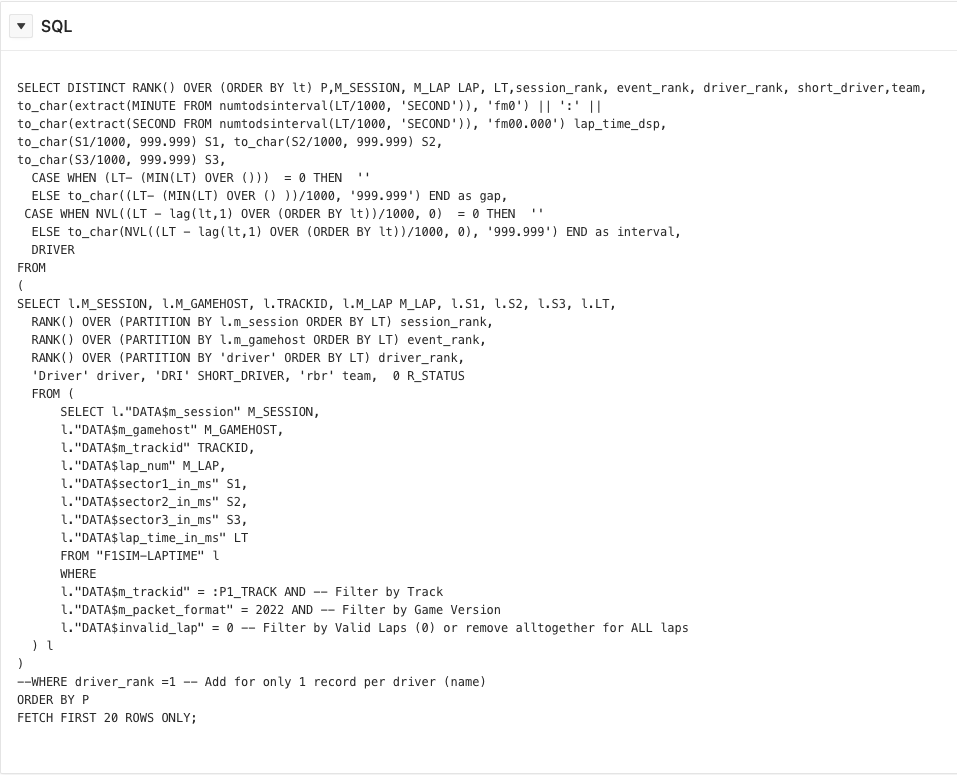 SQL
SELECT DISTINCT RANK() OVER (ORDER BY lt) P,M_SESSION, M_LAP LAP, LT,session_rank, event_rank, driver_rank, short_driver,team,
to_char(extract(MINUTE FROM numtodsinterval(LT/1000, 'SECOND')), 'fm0') || ':' ||
to_char(extract(SECOND FROM numtodsinterval(LT/1000, 'SECOND')), 'fm00.000') lap_time_dsp,
to_char(S1/1000, 999.999) S1, to_char(S2/1000, 999.999) S2,
to_char(S3/1000, 999.999) S3,
  CASE WHEN (LT- (MIN(LT) OVER ()))  = 0 THEN  ''
  ELSE to_char((LT- (MIN(LT) OVER () ))/1000, '999.999') END as gap,
 CASE WHEN NVL((LT - lag(lt,1) OVER (ORDER BY lt))/1000, 0)  = 0 THEN  ''
  ELSE to_char(NVL((LT - lag(lt,1) OVER (ORDER BY lt))/1000, 0), '999.999') END as interval,
  DRIVER
FROM
(
SELECT l.M_SESSION, l.M_GAMEHOST, l.TRACKID, l.M_LAP M_LAP, l.S1, l.S2, l.S3, l.LT,
  RANK() OVER (PARTITION BY l.m_session ORDER BY LT) session_rank,
  RANK() OVER (PARTITION BY l.m_gamehost ORDER BY LT) event_rank,
  RANK() OVER (PARTITION BY 'driver' ORDER BY LT) driver_rank,
  'Driver' driver, 'DRI' SHORT_DRIVER, 'rbr' team,  0 R_STATUS
  FROM (
      SELECT l."DATA$m_session" M_SESSION,
      l."DATA$m_gamehost" M_GAMEHOST,
      l."DATA$m_trackid" TRACKID,
      l."DATA$lap_num" M_LAP,
      l."DATA$sector1_in_ms" S1,
      l."DATA$sector2_in_ms" S2,
      l."DATA$sector3_in_ms" S3,
      l."DATA$lap_time_in_ms" LT
      FROM "F1SIM-LAPTIME" l
      WHERE
      l."DATA$m_trackid" = :P1_TRACK AND -- Filter by Track
      l."DATA$m_packet_format" = 2022 AND -- Filter by Game Version
      l."DATA$invalid_lap" = 0 -- Filter by Valid Laps (0) or remove alltogether for ALL laps
  ) l
)
--WHERE driver_rank =1 -- Add for only 1 record per driver (name)
ORDER BY P
FETCH FIRST 20 ROWS ONLY;